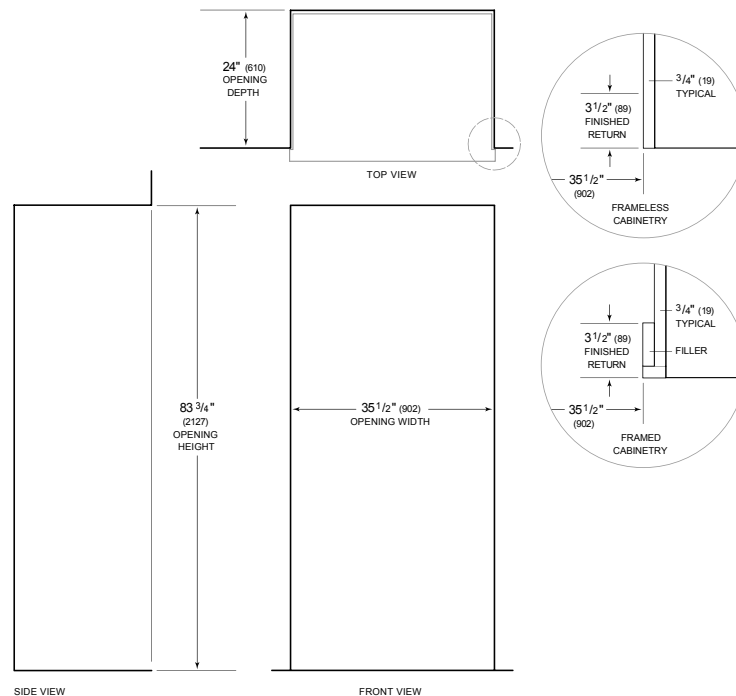 24" (610)
OPENING
DEPTH
TOP VIEW
3/4" (19)
TYPICAL
3 1/2" (89)
FINISHED
RETURN
35 1/2"
(902)
FRAMELESS
CABINETRY
3/4" (19)
TYPICAL
3 1/2" (89)
FINISHED
RETURN
FILLER
35 1/2"
(902)
FRAMED
CABINETRY
83 3/4"
(2127)
OPENING
HEIGHT
35 1/2" (902)
OPENING WIDTH
SIDE VIEW
FRONT VIEW